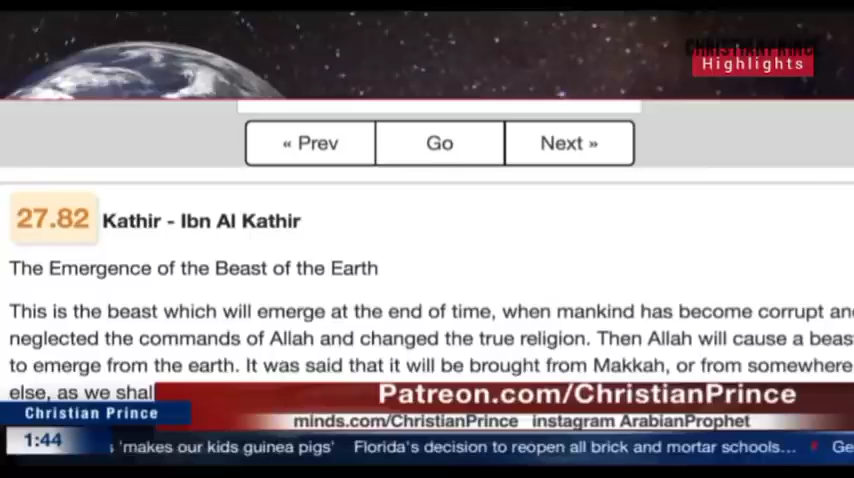 CHRISTIANPRINCE
Highlights
« Prev
Go
Next »
27.82 Kathir - Ibn Al Kathir
The Emergence of the Beast of the Earth
This is the beast which will emerge at the end of time, when mankind has become corrupt and
neglected the commands of Allah and changed the true religion. Then Allah will cause a beas
to emerge from the earth. It was said that it will be brought from Makkah, or from somewhere
else, as we shal
Patreon.com/ChristianPrince
Christian Prince
minds.com/ChristianPrince instagram ArabianProphet
1:44
'makes our kids guinea pigs' Florida's decision to reopen all brick and mortar schools... Ge